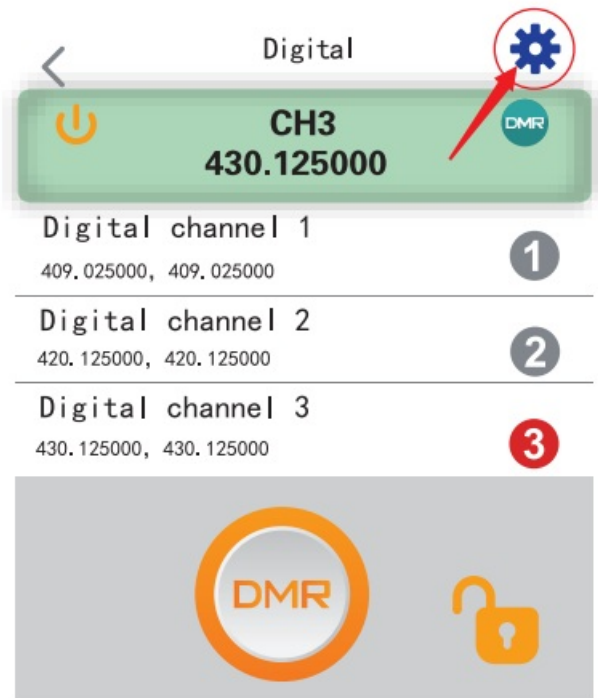 Digital
CH3
DMR
430.125000
Digital channel 1
409.025000, 409.025000
1
Digital channel 2
420.125000, 420.125000
2
Digital channel 3
430.125000, 430.125000
3
DMR